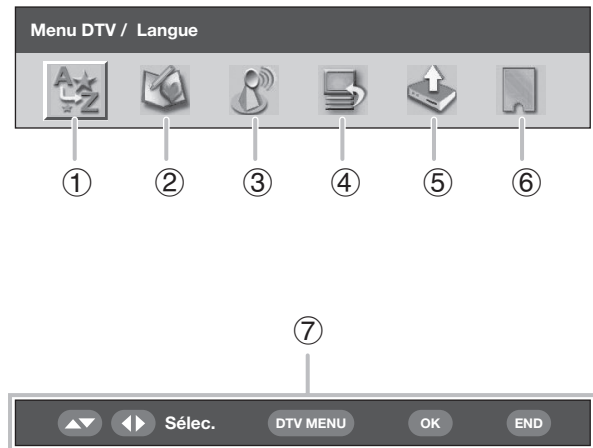 Menu DTV / Langue
① ② ③ ④ ⑤ ⑥
⑦
Sélec. DTV MENU OK END